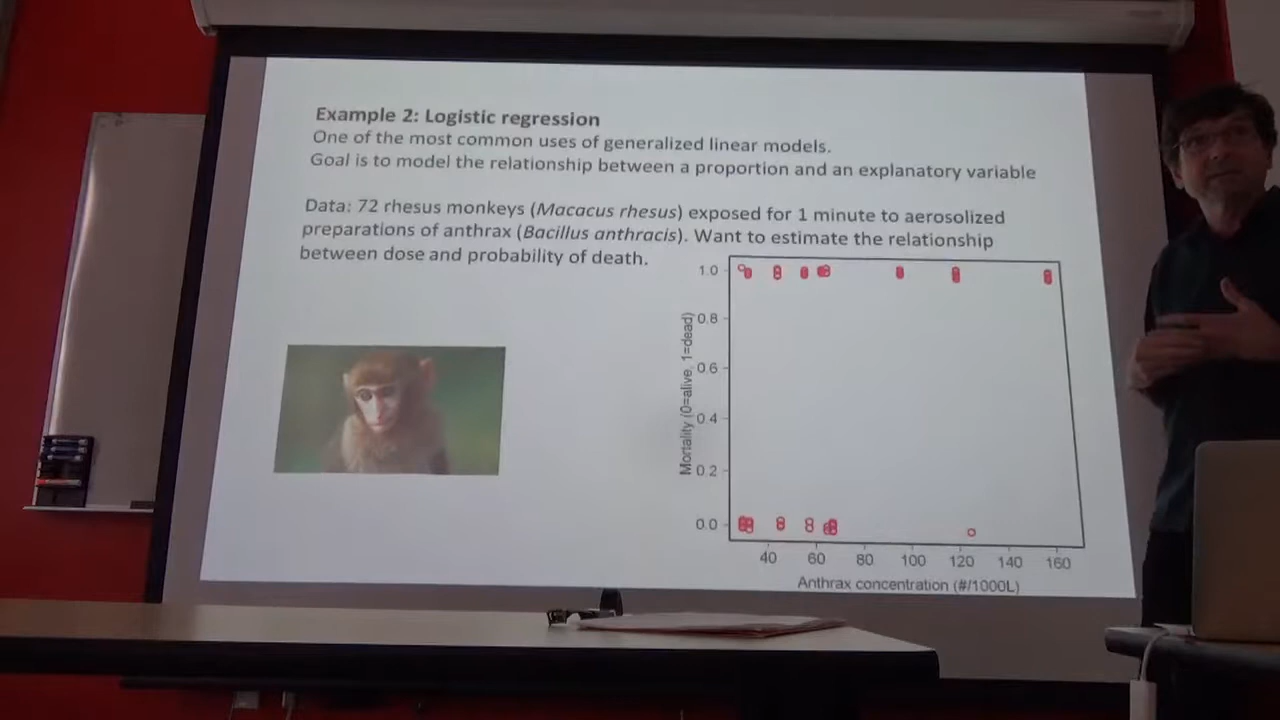 Example 2: Logistic regression
One of the most common uses of generalized linear models.
Goal is to model the relationship between a proportion and an explanatory variable
Data: 72 rhesus monkeys (Macacus rhesus) exposed for 1 minute to aerosolized
preparations of anthrax (Bacillus anthracis). Want to estimate the relationship
between dose and probability of death.
Mortality (0=alive, 1=dead)
1.0
0.8
0.6
0.4
0.2
0.0
40 60 80 100 120 140 160
Anthrax concentration (#/1000L)